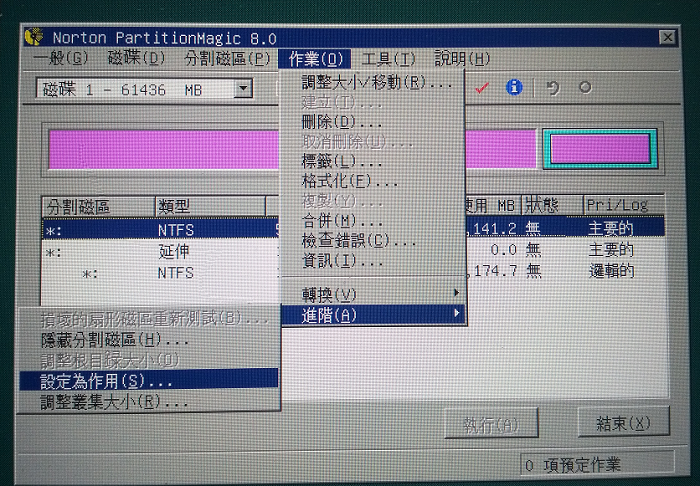 Norton PartitionMagic 8.0
一般(G) 磁碟(D) 分割磁區(P) 作業(O) 工具(T) 說明(H)
磁碟 1 - 61436 MB
調整大小/移動(R)...
建立(T)...
刪除(D)...
取消刪除(U)...
標籤(L)...
格式化(F)...
複製(Y)...
合併(M)...
檢查錯誤(C)...
資訊(I)...
轉換(V)
進階(A)
分割磁區 類型 使用 MB 狀態 Pri/Log
*: NTFS 5 ,141.2 無 主要的
*: 延伸 0.0 無 主要的
*: NTFS ,174.7 無 邏輯的
損壞的扇形磁區重新測試(B)...
隱藏分割磁區(H)...
調整根目录大小(O)
設定為作用(S)...
調整叢集大小(R)...
執行(A) 結束(X)
0 項預定作業